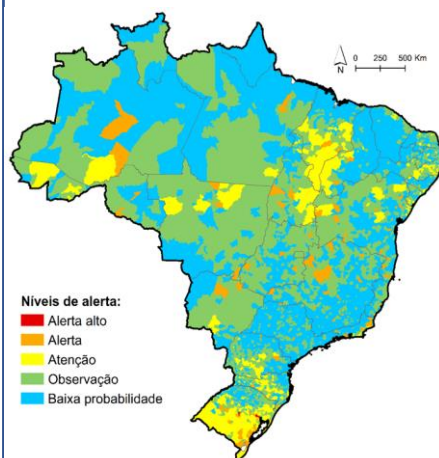 0 250 500 Km
N
Níveis de alerta:
Alerta alto
Alerta
Atenção
Observação
Baixa probabilidade